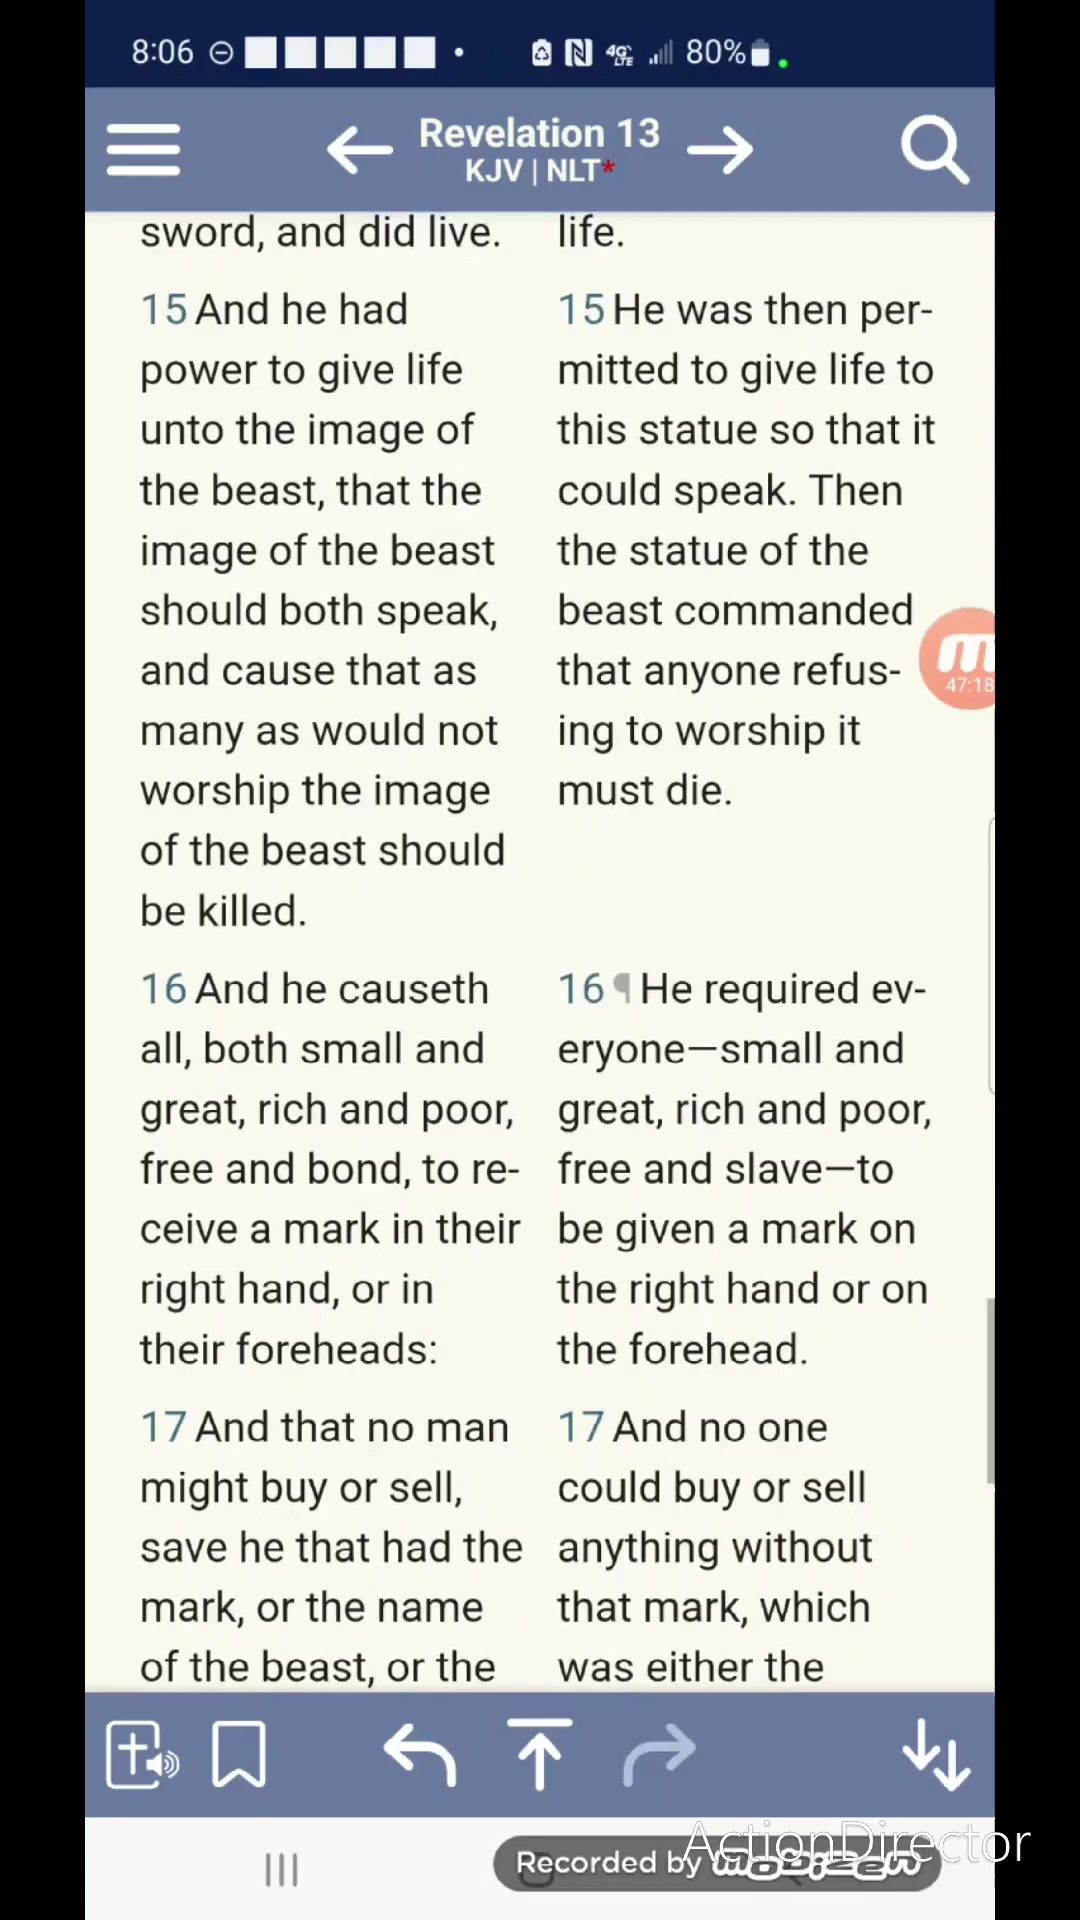 8:06 80%
Revelation 13
KJV | NLT*
sword, and did live.
15 And he had
power to give life
unto the image of
the beast, that the
image of the beast
should both speak,
and cause that as
many as would not
worship the image
of the beast should
be killed.
16 And he causeth
all, both small and
great, rich and poor,
free and bond, to re-
ceive a mark in their
right hand, or in
their foreheads:
17 And that no man
might buy or sell,
save he that had the
mark, or the name
of the beast, or the
life.
15 He was then per-
mitted to give life to
this statue so that it
could speak. Then
the statue of the
beast commanded
that anyone refus-
ing to worship it
must die.
16 ¶ He required ev-
eryone—small and
great, rich and poor,
free and slave—to
be given a mark on
the right hand or on
the forehead.
17 And no one
could buy or sell
anything without
that mark, which
was either the
m
47:18
ActionDirector
Recorded by mobizen